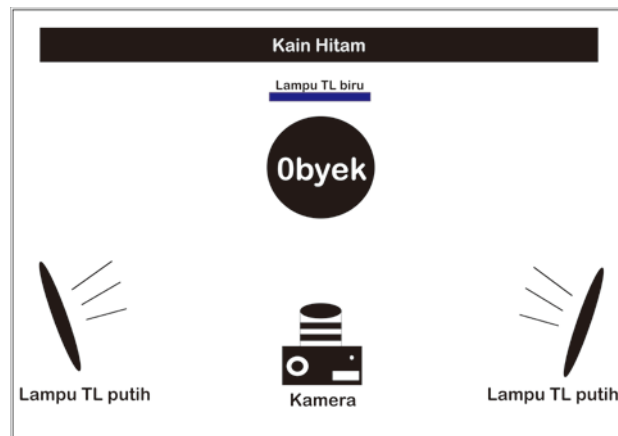 Kain Hitam
Lampu TL biru
0byek
Lampu TL putih
Kamera
Lampu TL putih